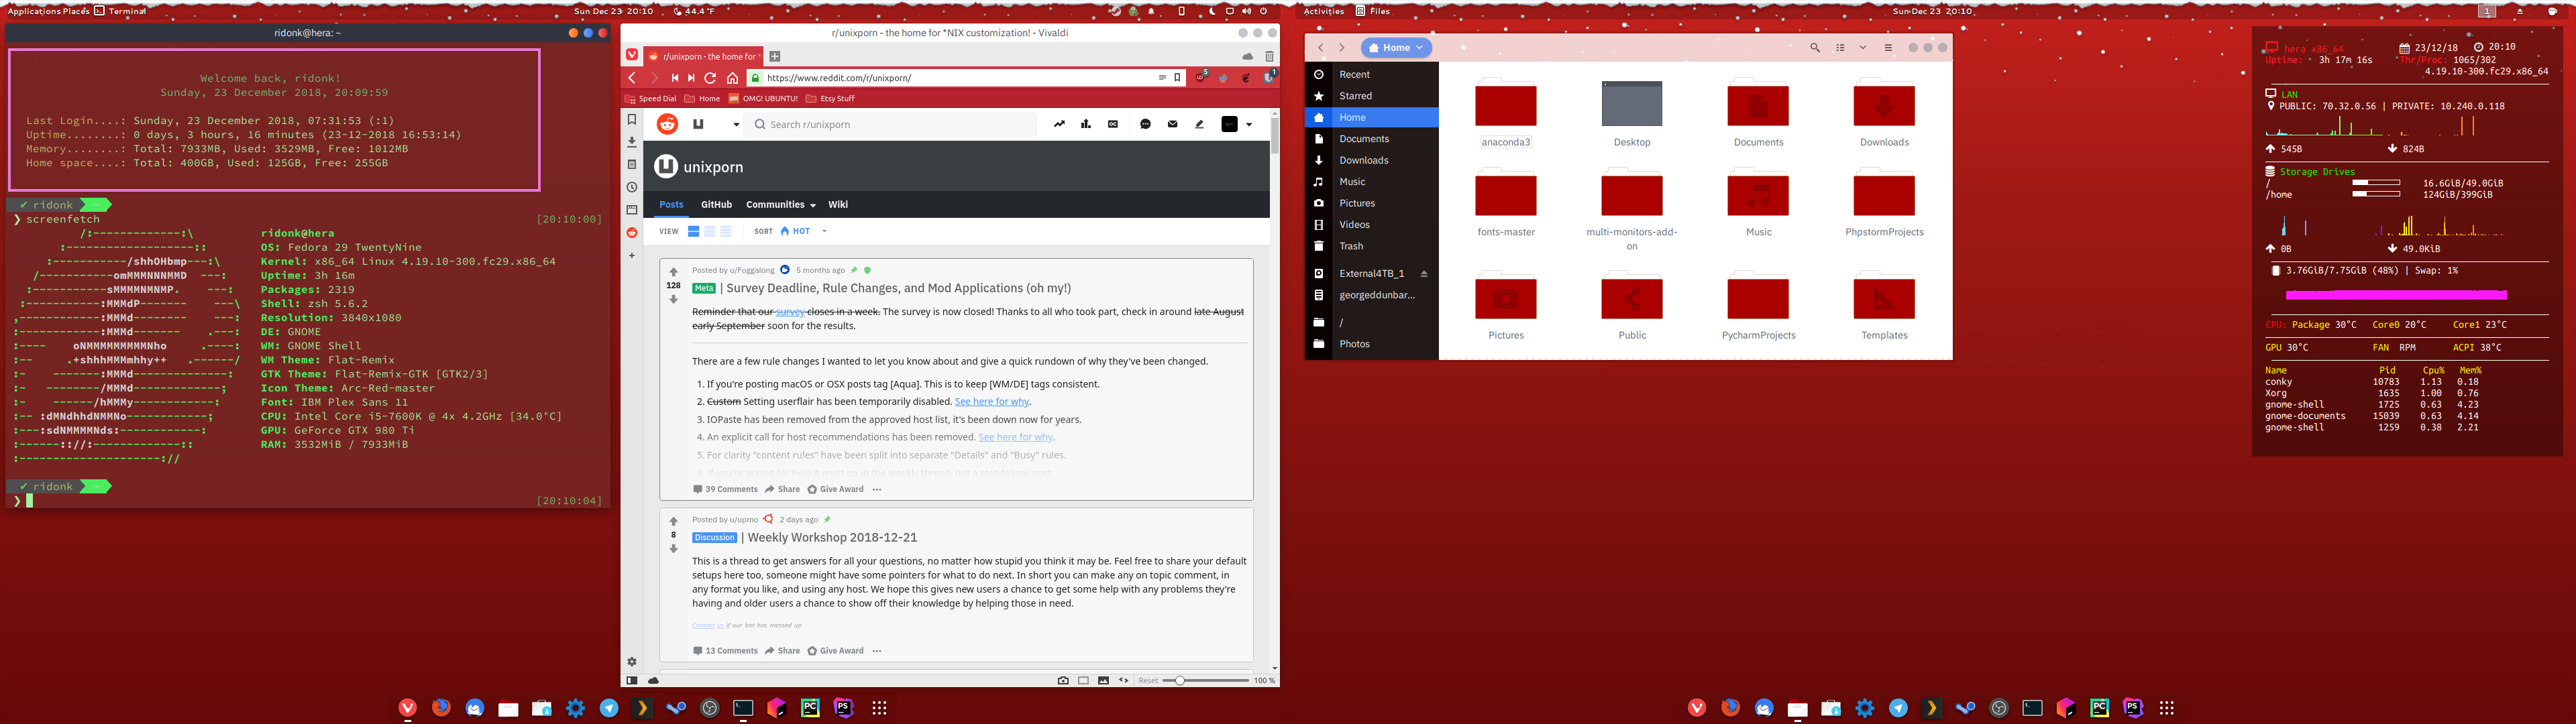 Applications Places Terminal
Sun Dec 23 20:10 44.4 °F
ridonk@hera: ~
Welcome back, ridonk!
Sunday, 23 December 2018, 20:09:59
Last Login....: Sunday, 23 December 2018, 07:31:53 (:1)
Uptime........: 0 days, 3 hours, 16 minutes (23-12-2018 16:53:14)
Memory........: Total: 7933MB, Used: 3529MB, Free: 1012MB
Home space....: Total: 400GB, Used: 125GB, Free: 255GB
✔ ridonk ~
❯ screenfetch [20:10:00]
/:-------------:\ ridonk@hera
:-------------------:: OS: Fedora 29 TwentyNine
:-----------/shhOHbmp---:\ Kernel: x86_64 Linux 4.19.10-300.fc29.x86_64
/-----------omMMMNNNMMD ---: Uptime: 3h 16m
:-----------sMMMMNMNMP. ---: Packages: 2319
:-----------:MMMdP------- ---\ Shell: zsh 5.6.2
,------------:MMMd-------- ---: Resolution: 3840x1080
:------------:MMMd------- .---: DE: GNOME
:---- oNMMMMMMMMMNho .----: WM: GNOME Shell
:-- .+shhhMMMmhhy++ .------/ WM Theme: Flat-Remix
:- -------:MMMd--------------: GTK Theme: Flat-Remix-GTK [GTK2/3]
:- --------/MMMd-------------; Icon Theme: Arc-Red-master
:- ------/hMMMy------------: Font: IBM Plex Sans 11
:-- :dMNdhhdNMMNo------------; CPU: Intel Core i5-7600K @ 4x 4.2GHz [34.0°C]
:---:sdNMMMMNds:------------: GPU: GeForce GTX 980 Ti
:------:://:-------------:: RAM: 3532MiB / 7933MiB
:---------------------://
✔ ridonk ~
❯ [20:10:04]
r/unixporn - the home for *NIX customization! - Vivaldi
r/unixporn - the home for *
https://www.reddit.com/r/unixporn/
Speed Dial Home OMG! UBUNTU! Etsy Stuff
Search r/unixporn
unixporn
Posts GitHub Communities Wiki
VIEW SORT HOT
Posted by u/Foggalong 5 months ago
128
Meta | Survey Deadline, Rule Changes, and Mod Applications (oh my!)
Reminder that our survey closes in a week. The survey is now closed! Thanks to all who took part, check in around late August
early September soon for the results.
There are a few rule changes I wanted to let you know about and give a quick rundown of why they've been changed.
1. If you're posting macOS or OSX posts tag [Aqua]. This is to keep [WM/DE] tags consistent.
2. Custom Setting userflair has been temporarily disabled. See here for why.
3. IOPaste has been removed from the approved host list, it's been down now for years.
4. An explicit call for host recommendations has been removed. See here for why.
5. For clarity "content rules" have been split into separate "Details" and "Busy" rules.
6. If you're asking for help it must go in the weekly thread, not a standalone post.
39 Comments Share Give Award ...
Posted by u/upmo 2 days ago
8
Discussion | Weekly Workshop 2018-12-21
This is a thread to get answers for all your questions, no matter how stupid you think it may be. Feel free to share your default
setups here too, someone might have some pointers for what to do next. In short you can make any on topic comment, in
any format you like, and using any host. We hope this gives new users a chance to get some help with any problems they're
having and older users a chance to show off their knowledge by helping those in need.
Contact us if our bot has messed up
13 Comments Share Give Award ...
Reset 100 %
Activities Files
Sun Dec 23 20:10
1
Home
Recent
Starred
Home
Documents
Downloads
Music
Pictures
Videos
Trash
External4TB_1
georgeddunbar...
/
Photos
anaconda3 Desktop Documents Downloads
fonts-master multi-monitors-add-on Music PhpstormProjects
Pictures Public PycharmProjects Templates
hera x86_64 23/12/18 20:10
Uptime: 3h 17m 16s Thr/Proc: 1065/302
4.19.10-300.fc29.x86_64
LAN
PUBLIC: 70.32.0.56 | PRIVATE: 10.240.0.118
545B 824B
Storage Drives
/ 16.6GiB/49.0GiB
/home 124GiB/399GiB
0B 49.0KiB
3.76GiB/7.75GiB (48%) | Swap: 1%
CPU: Package 30°C Core0 20°C Core1 23°C
GPU 30°C FAN RPM ACPI 38°C
Name Pid Cpu% Mem%
conky 10783 1.13 0.18
Xorg 1635 1.00 0.76
gnome-shell 1725 0.63 4.23
gnome-documents 15039 0.63 4.14
gnome-shell 1259 0.38 2.21
PC PS
PC PS